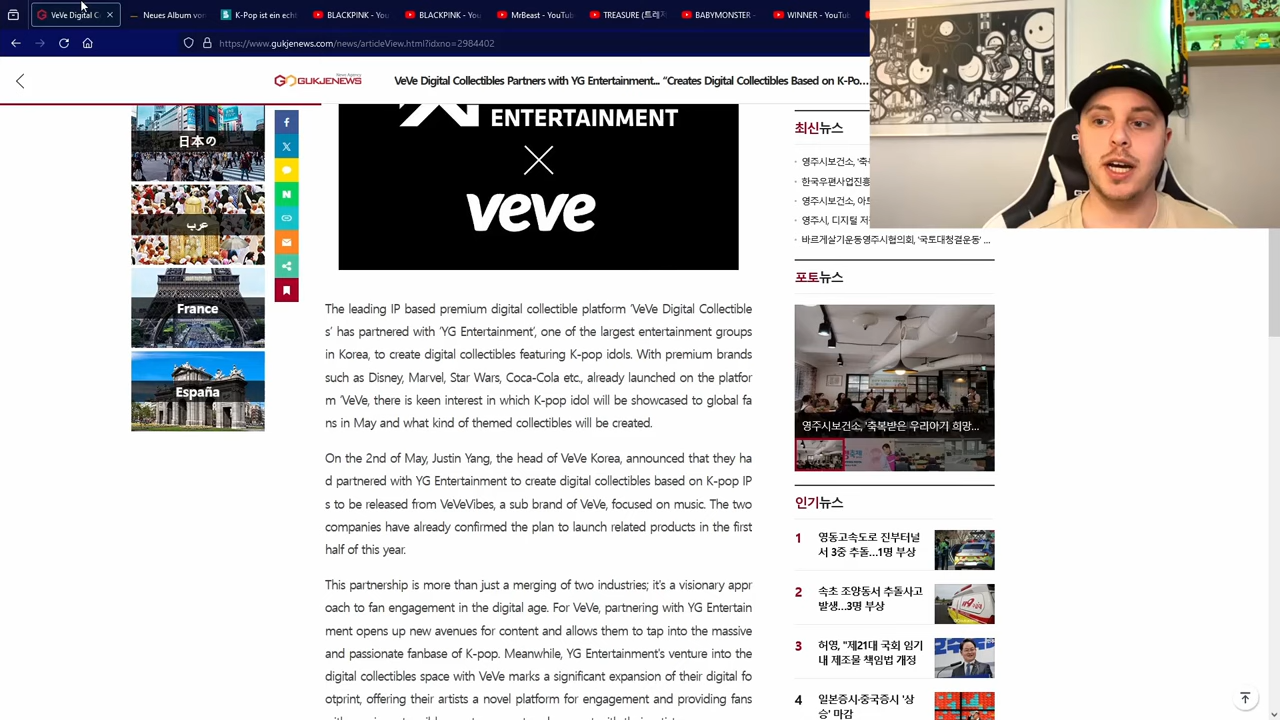 VeVe Digital C
Neues Album vo
K-Pop ist ein echt
BLACKPINK - You
BLACKPINK - You
MrBeast - YouTub
TREASURE (트레
BABYMONSTER -
WINNER - YouTub
https://www.gukjenews.com/news/articleView.html?idxno=2984402
News Agency
GUKJENEWS
VeVe Digital Collectibles Partners with YG Entertainment... “Creates Digital Collectibles Based on K-Po...
日本の
عرب
France
España
ENTERTAINMENT
veve
The leading IP based premium digital collectible platform ‘VeVe Digital Collectible
s’ has partnered with ‘YG Entertainment’, one of the largest entertainment groups
in Korea, to create digital collectibles featuring K-pop idols. With premium brands
such as Disney, Marvel, Star Wars, Coca-Cola etc., already launched on the platfor
m ‘VeVe, there is keen interest in which K-pop idol will be showcased to global fa
ns in May and what kind of themed collectibles will be created.
On the 2nd of May, Justin Yang, the head of VeVe Korea, announced that they ha
d partnered with YG Entertainment to create digital collectibles based on K-pop IP
s to be released from VeVeVibes, a sub brand of VeVe, focused on music. The two
companies have already confirmed the plan to launch related products in the first
half of this year.
This partnership is more than just a merging of two industries; it's a visionary appr
oach to fan engagement in the digital age. For VeVe, partnering with YG Entertain
ment opens up new avenues for content and allows them to tap into the massive
and passionate fanbase of K-pop. Meanwhile, YG Entertainment's venture into the
digital collectibles space with VeVe marks a significant expansion of their digital fo
otprint, offering their artists a novel platform for engagement and providing fans
최신뉴스
영주시보건소, '축복
한국우편사업진흥
영주시보건소, 아토
영주시, 디지털 저
바르게살기운동영주시협의회, '국토대청결운동' ...
포토뉴스
영주시보건소, '축복받은 우리아기 희망...
인기뉴스
1 영동고속도로 진부터널
서 3중 추돌...1명 부상
2 속초 조양동서 추돌사고
발생...3명 부상
3 허영, "제21대 국회 임기
내 제조물 책임법 개정
4 일본증시·중국증시 '상
승' 마감